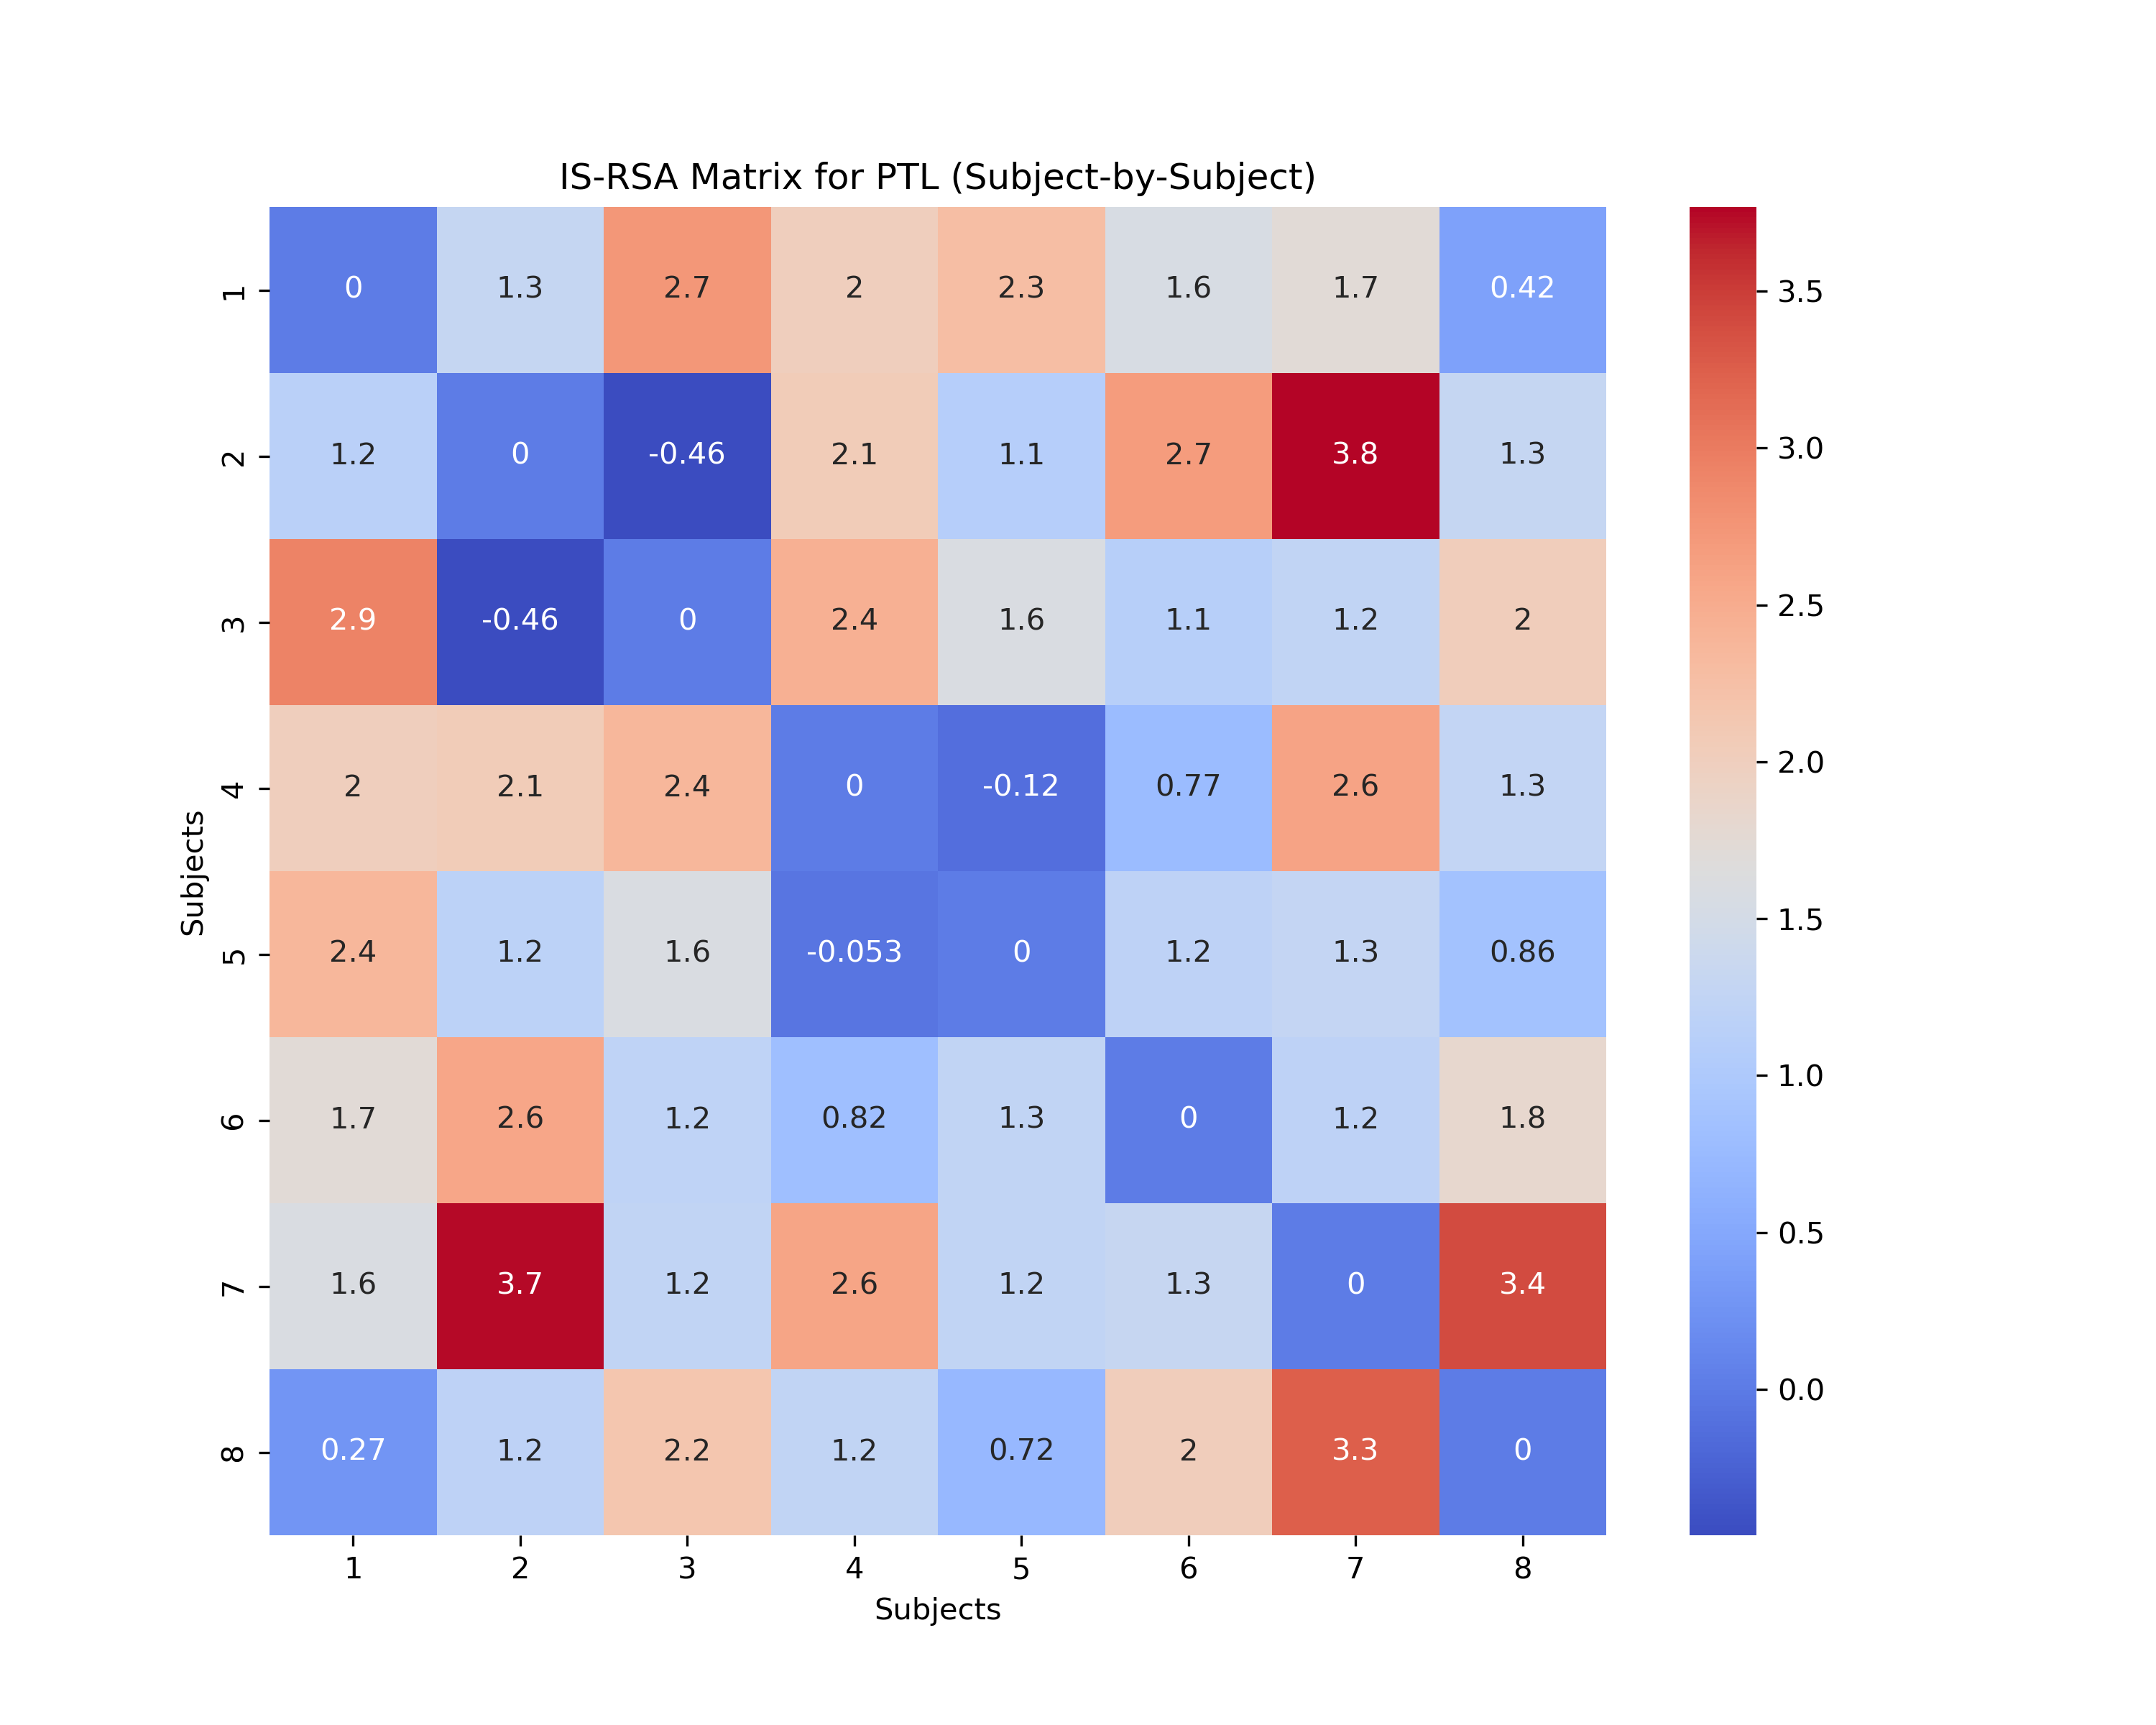 IS-RSA Matrix for PTL (Subject-by-Subject)
1 0 1.3 2.7 2 2.3 1.6 1.7 0.42
2 1.2 0 -0.46 2.1 1.1 2.7 3.8 1.3
3 2.9 -0.46 0 2.4 1.6 1.1 1.2 2
4 2 2.1 2.4 0 -0.12 0.77 2.6 1.3
5 2.4 1.2 1.6 -0.053 0 1.2 1.3 0.86
6 1.7 2.6 1.2 0.82 1.3 0 1.2 1.8
7 1.6 3.7 1.2 2.6 1.2 1.3 0 3.4
8 0.27 1.2 2.2 1.2 0.72 2 3.3 0
Subjects
1 2 3 4 5 6 7 8
Subjects
3.5
3.0
2.5
2.0
1.5
1.0
0.5
0.0